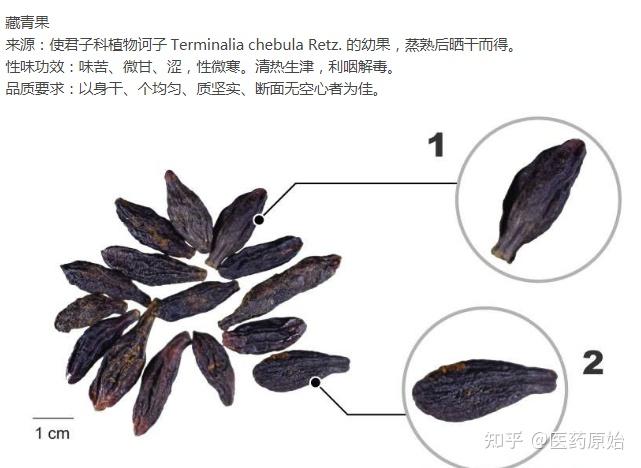 藏青果
来源：使君子科植物诃子 Terminalia chebula Retz. 的幼果，蒸熟后晒干而得。
性味功效：味苦、微甘、涩，性微寒。清热生津，利咽解毒。
品质要求：以身干、个均匀、质坚实、断面无空心者为佳。
1
2
1 cm
知乎 @医药原始